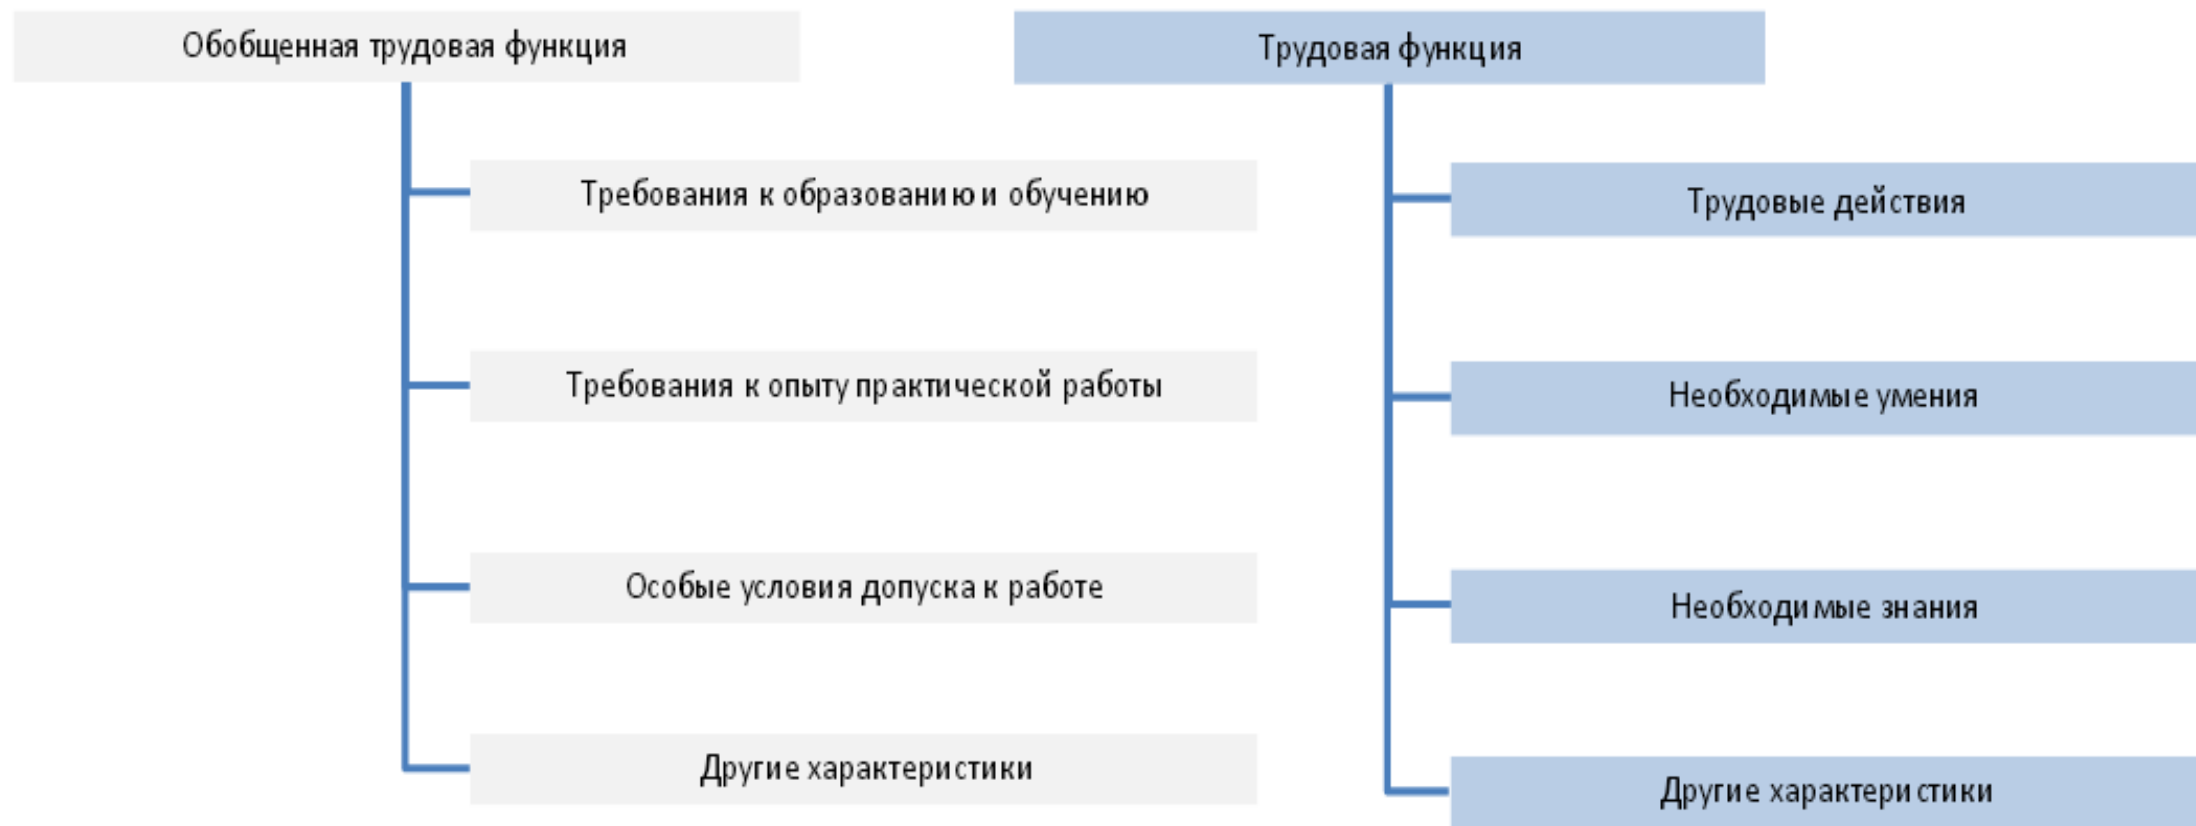 Обобщенная трудовая функция
Требования к образованию и обучению
Требования к опыту практической работы
Особые условия допуска к работе
Другие характеристики
Трудовая функция
Трудовые действия
Необходимые умения
Необходимые знания
Другие характеристики